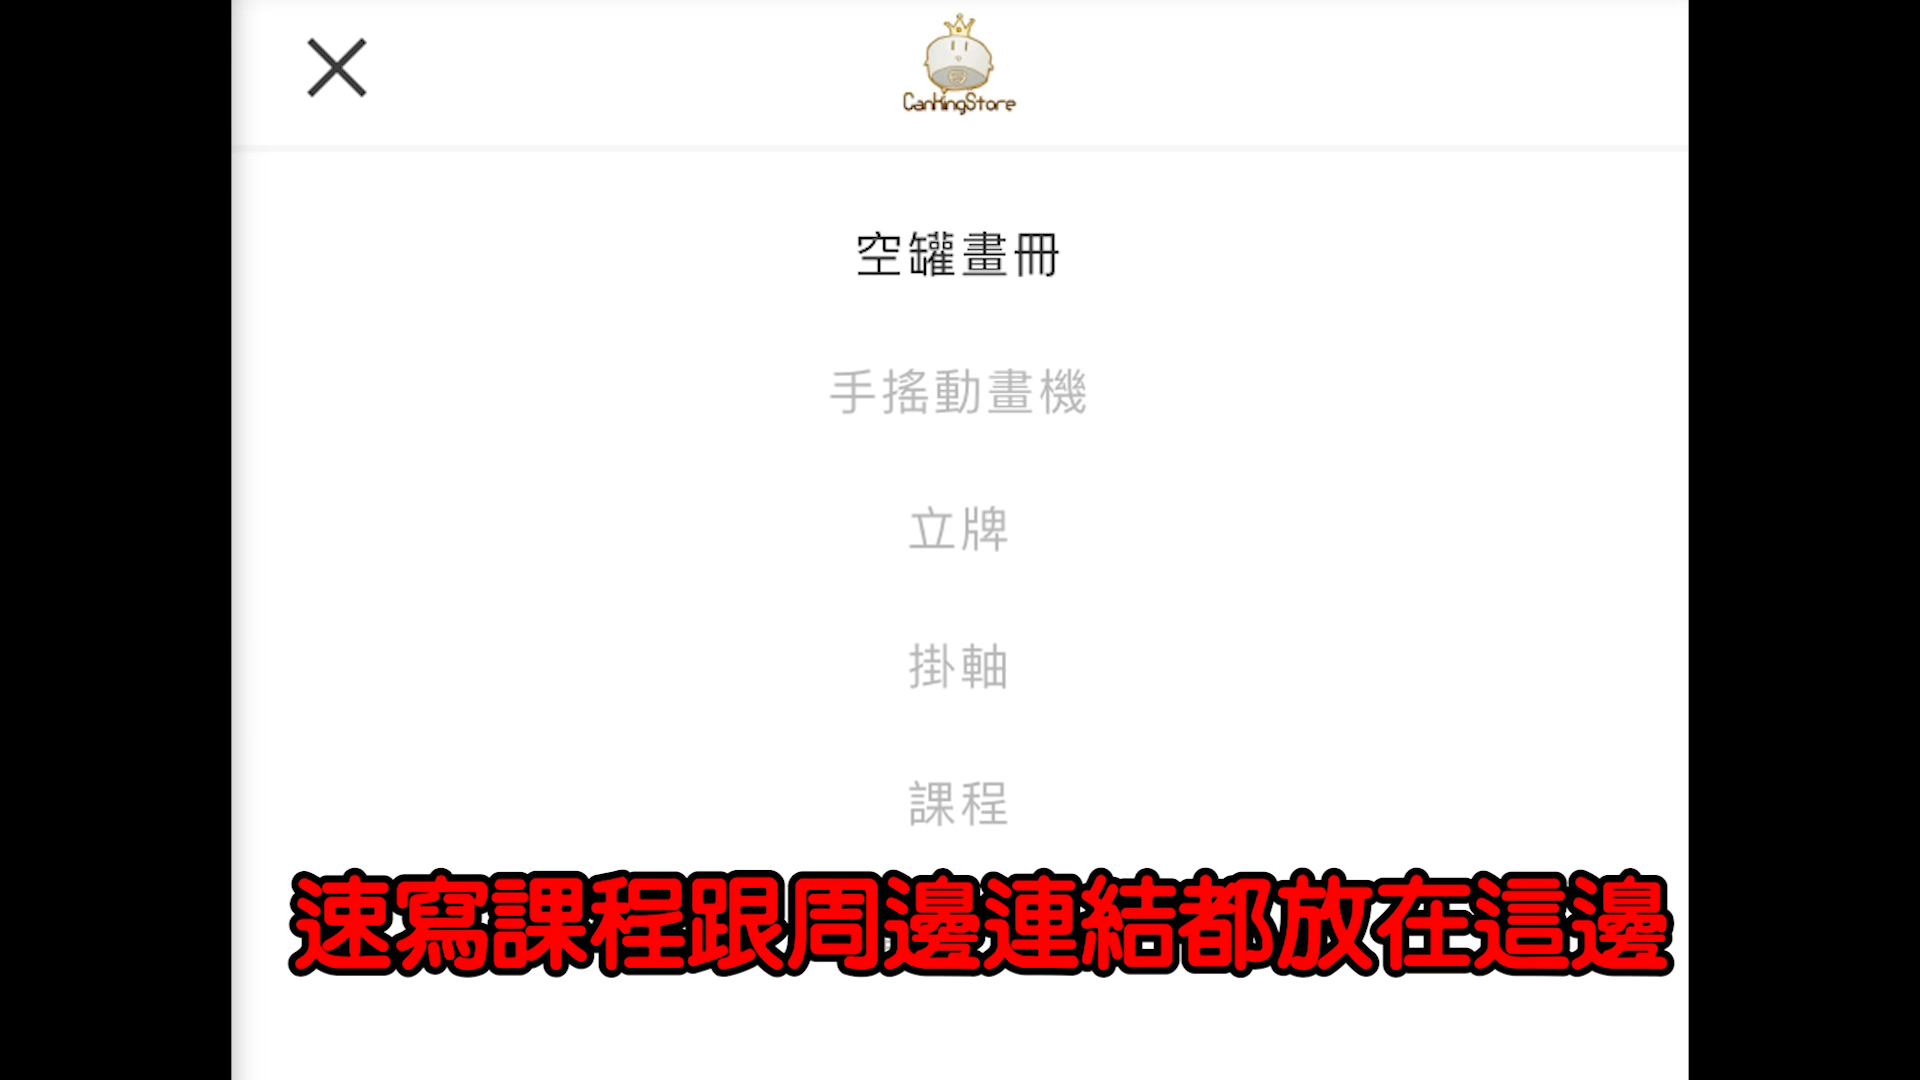 CanKingStore
空罐畫冊
手搖動畫機
立牌
掛軸
課程
速寫課程跟周邊連結都放在這邊